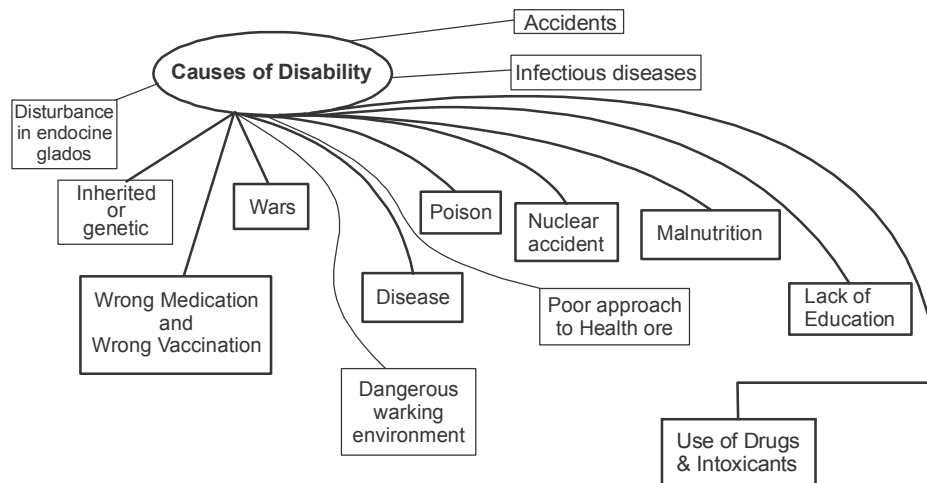 Accidents
Causes of Disability
Infectious diseases
Disturbance
in endocine
glados
Inherited
or
genetic
Wars
Poison
Nuclear
accident
Malnutrition
Wrong Medication
and
Wrong Vaccination
Disease
Poor approach
to Health ore
Lack of
Education
Dangerous
warking
environment
Use of Drugs
& Intoxicants